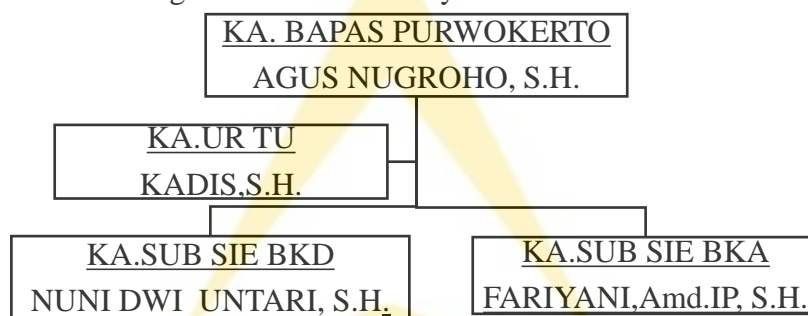 KA. BAPAS PURWOKERTO
AGUS NUGROHO, S.H.
KA.UR TU
KADIS,S.H.
KA.SUB SIE BKD
NUNI DWI UNTARI, S.H.
KA.SUB SIE BKA
FARIYANI,Amd.IP, S.H.